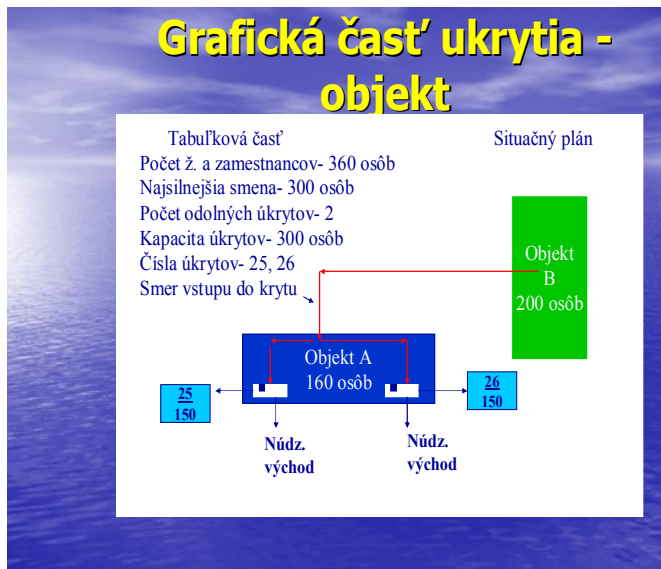 Grafická časť ukrytia -
objekt
Tabuľková časť
Situačný plán
Počet ž. a zamestnancov- 360 osôb
Najsilnejšia smena- 300 osôb
Počet odolných úkrytov- 2
Kapacita úkrytov- 300 osôb
Čísla úkrytov- 25, 26
Smer vstupu do krytu
Objekt
B
200 osôb
Objekt A
160 osôb
25
150
26
150
Núdz.
východ
Núdz.
východ